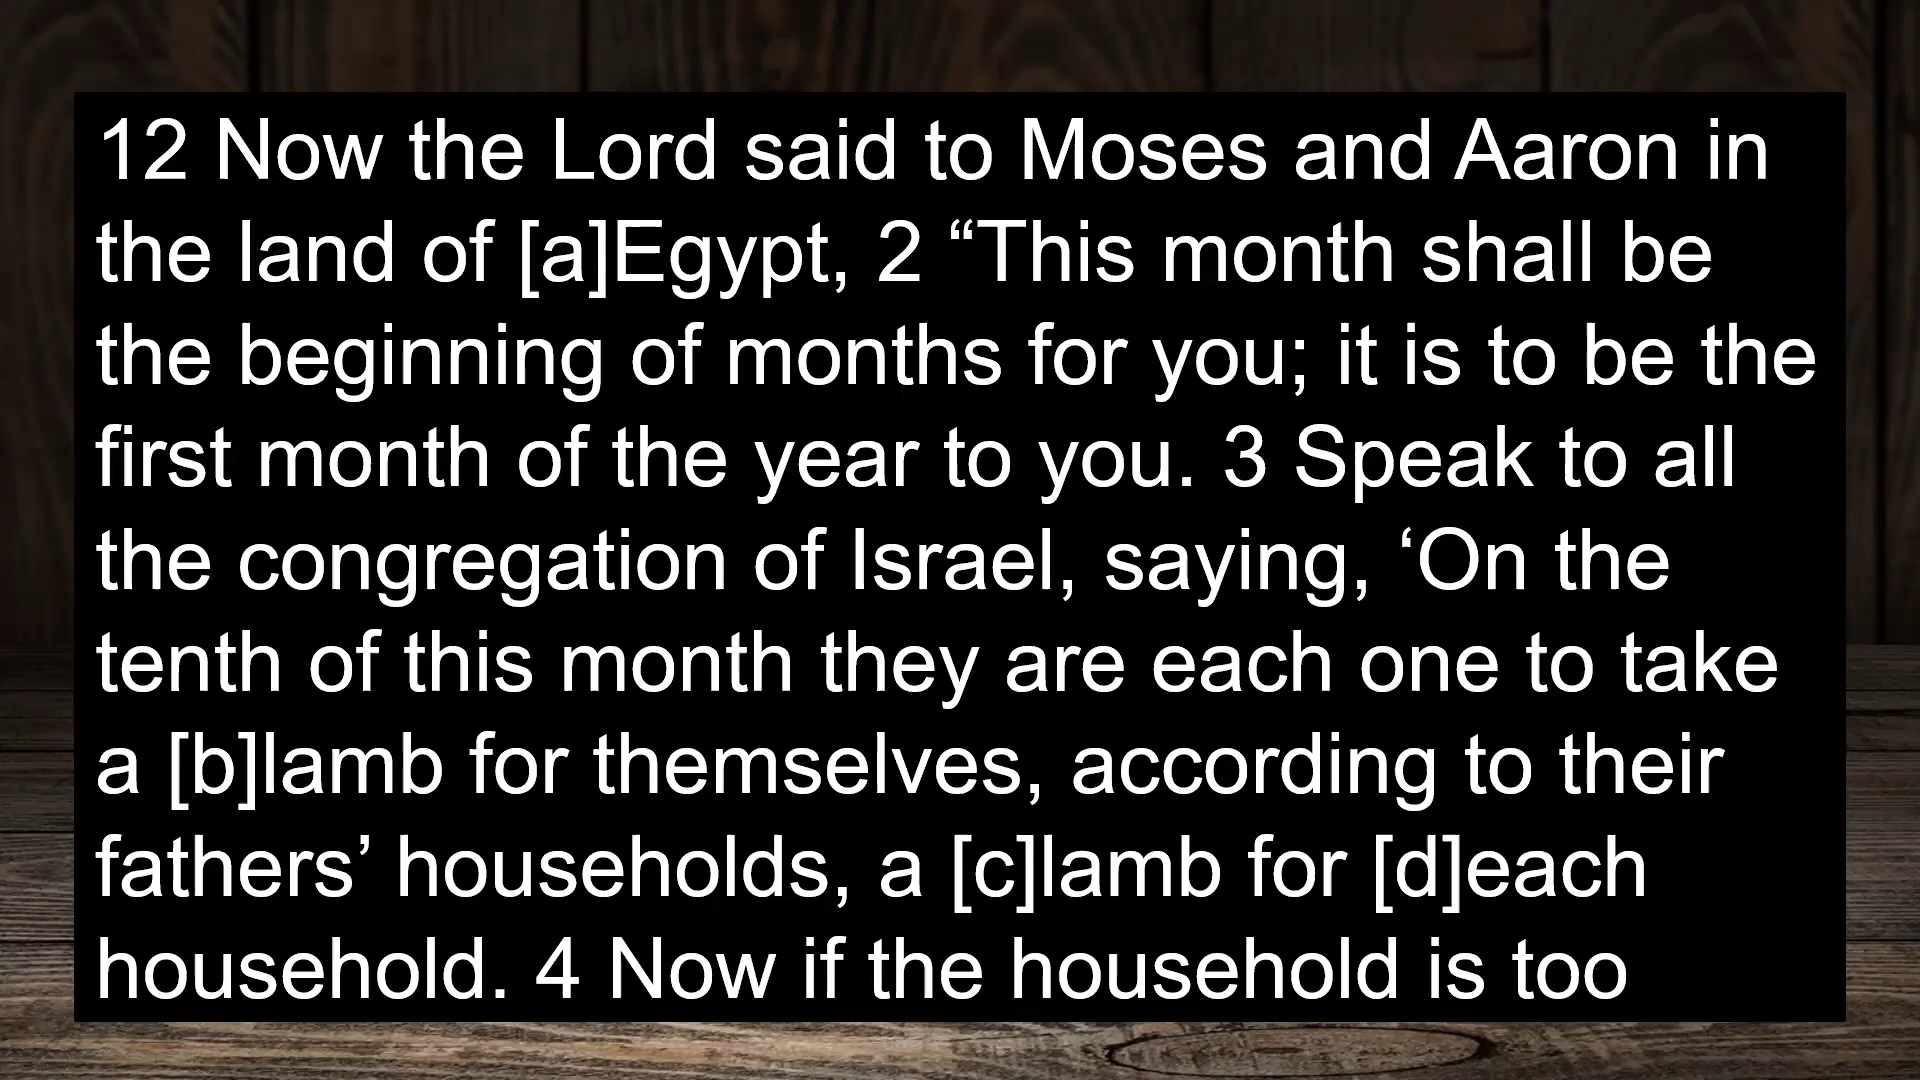 12 Now the Lord said to Moses and Aaron in
the land of [a]Egypt, 2 “This month shall be
the beginning of months for you; it is to be the
first month of the year to you. 3 Speak to all
the congregation of Israel, saying, ‘On the
tenth of this month they are each one to take
a [b]lamb for themselves, according to their
fathers’ households, a [c]lamb for [d]each
household. 4 Now if the household is too